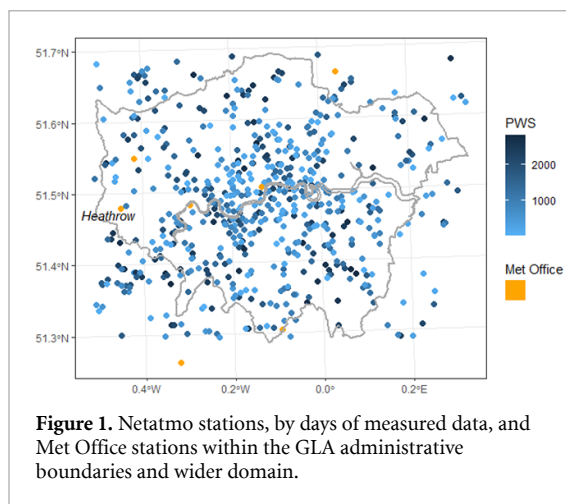 51.7°N
51.6°N
51.5°N
51.4°N
51.3°N
Heathrow
0.4°W
0.2°W
0.0°
0.2°E
PWS
2000
1000
Met Office
Figure 1. Netatmo stations, by days of measured data, and
Met Office stations within the GLA administrative
boundaries and wider domain.